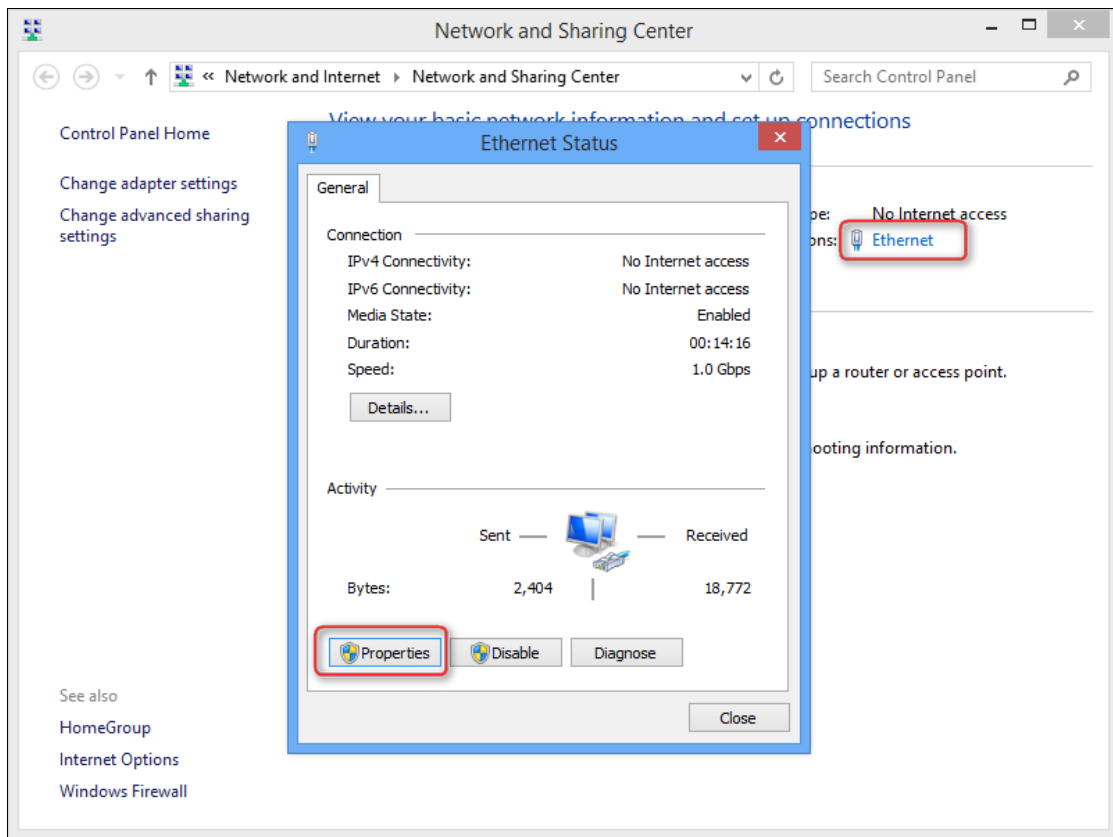 Network and Sharing Center
« Network and Internet Network and Sharing Center
Search Control Panel
Control Panel Home
Change adapter settings
Change advanced sharing
settings
See also
HomeGroup
Internet Options
Windows Firewall
View your basic network information and set up connections
pe: No Internet access
ons: Ethernet
up a router or access point.
ooting information.
Ethernet Status
General
Connection
IPv4 Connectivity: No Internet access
IPv6 Connectivity: No Internet access
Media State: Enabled
Duration: 00:14:16
Speed: 1.0 Gbps
Details...
Activity
Sent Received
Bytes: 2,404 18,772
Properties Disable Diagnose
Close